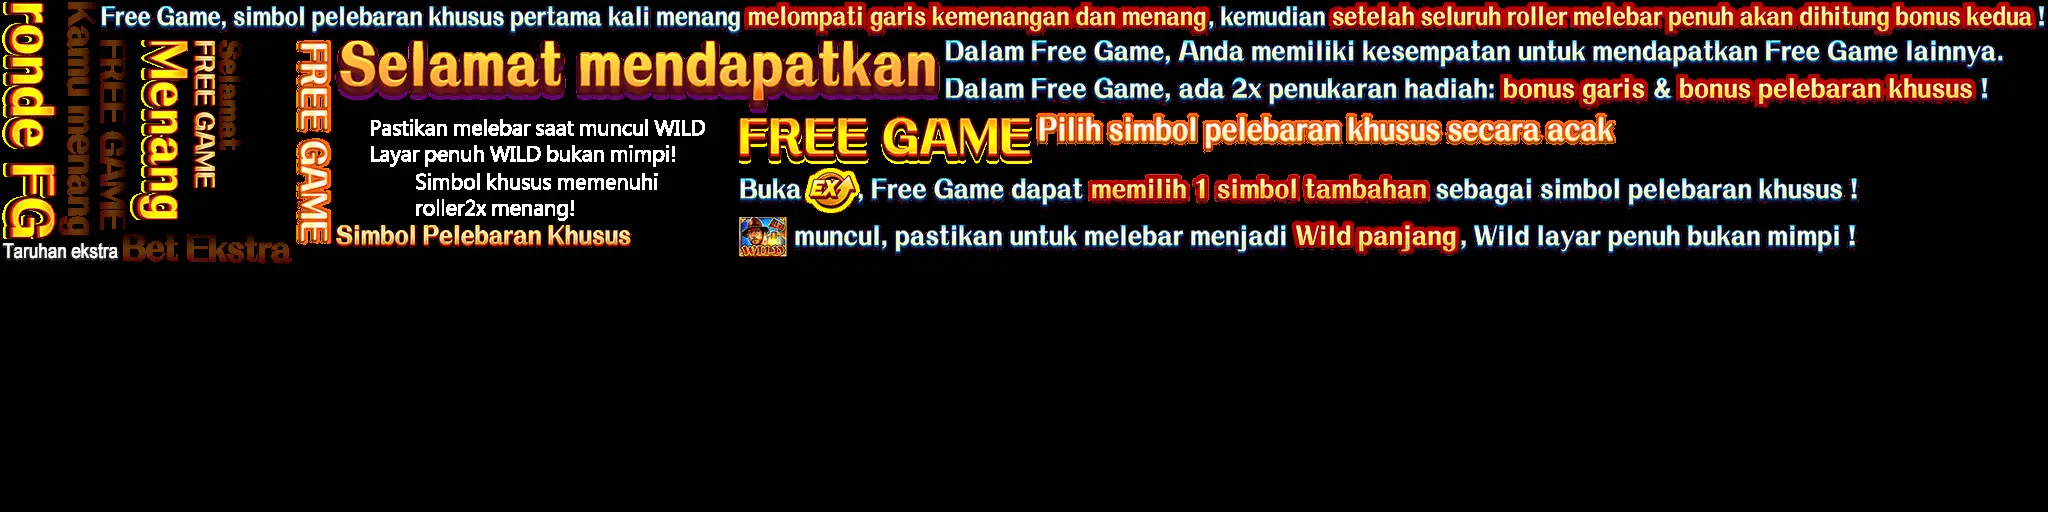 Free Game, simbol pelebaran khusus pertama kali menang melompati garis kemenangan dan menang, kemudian setelah seluruh roller melebar penuh akan dihitung bonus kedua !
ronde FG
Kamu menang
FREE GAME
Menang
FREE GAME
Selamat
FREE GAME
Selamat mendapatkan
Dalam Free Game, Anda memiliki kesempatan untuk mendapatkan Free Game lainnya.
Dalam Free Game, ada 2x penukaran hadiah: bonus garis & bonus pelebaran khusus !
Pastikan melebar saat muncul WILD
Layar penuh WILD bukan mimpi!
Simbol khusus memenuhi
roller2x menang!
FREE GAME
Pilih simbol pelebaran khusus secara acak
Buka EX, Free Game dapat memilih 1 simbol tambahan sebagai simbol pelebaran khusus !
Simbol Pelebaran Khusus
WILD muncul, pastikan untuk melebar menjadi Wild panjang, Wild layar penuh bukan mimpi !
Taruhan ekstra
Bet Ekstra